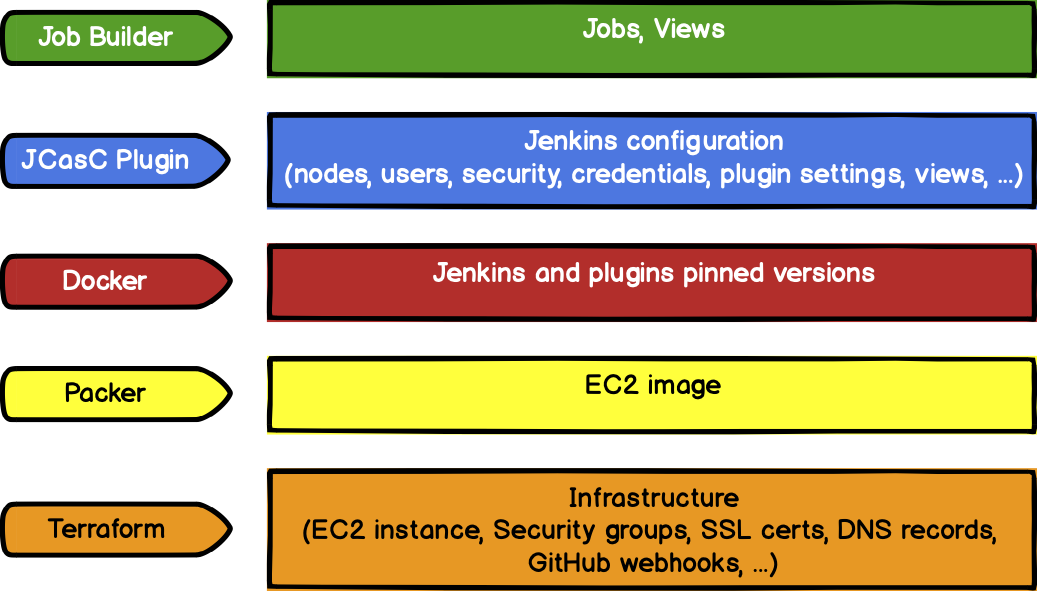 Job Builder
Jobs, Views
JCasC Plugin
Jenkins configuration
(nodes, users, security, credentials, plugin settings, views, ...)
Docker
Jenkins and plugins pinned versions
Packer
EC2 image
Terraform
Infrastructure
(EC2 instance, Security groups, SSL certs, DNS records,
GitHub webhooks, ...)